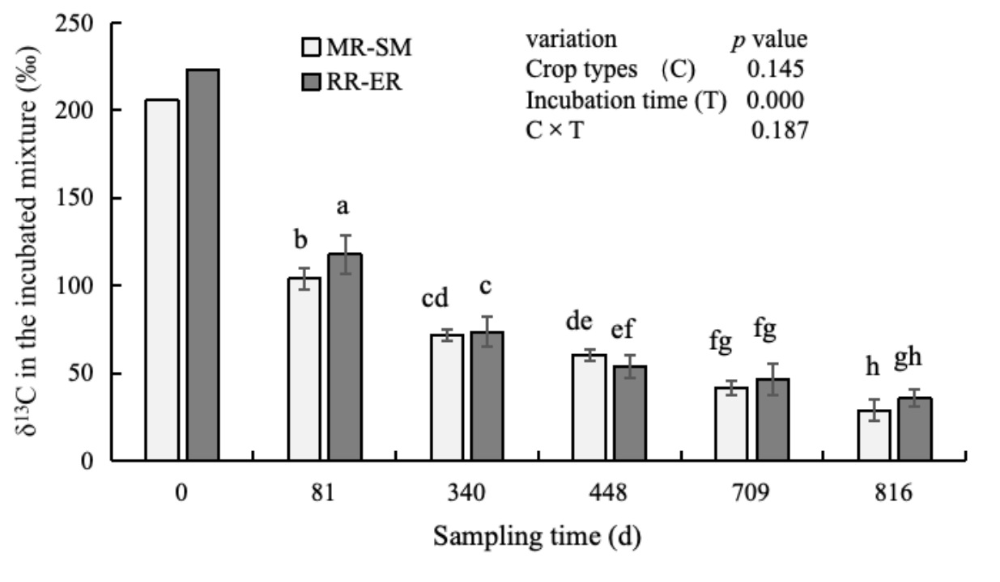 250
200
150
100
50
0
δ¹³C in the incubated mixture (‰)
MR-SM
RR-ER
variation p value
Crop types (C) 0.145
Incubation time (T) 0.000
C × T 0.187
b
a
cd
c
de
ef
fg
fg
h
gh
0 81 340 448 709 816
Sampling time (d)